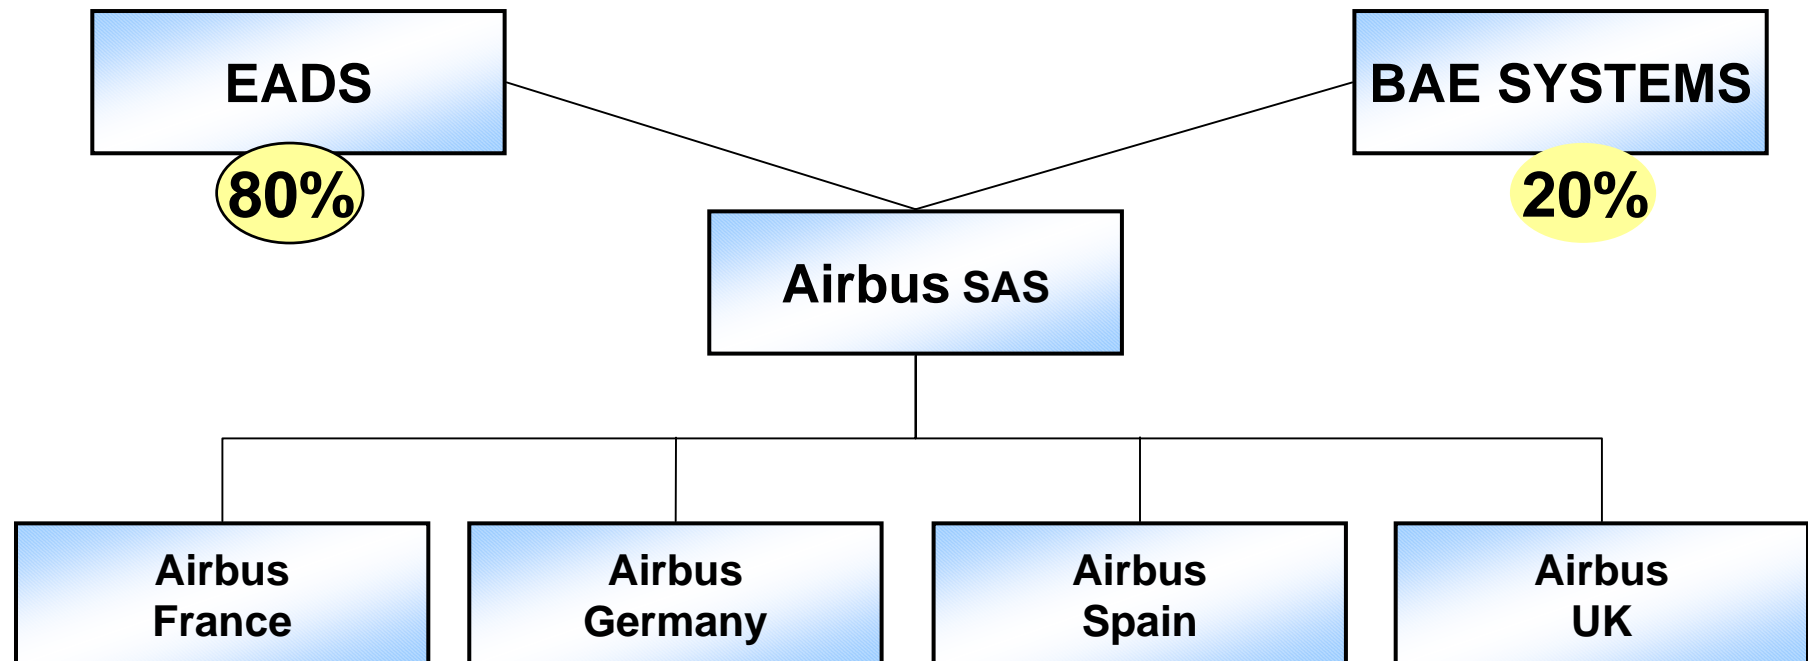 EADS
BAE SYSTEMS
80%
20%
Airbus SAS
Airbus
France
Airbus
Germany
Airbus
Spain
Airbus
UK